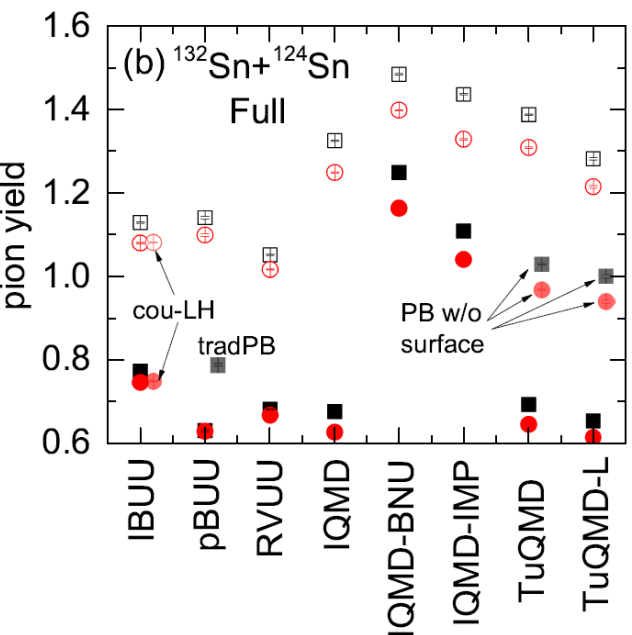 (b) ¹³²Sn+¹²⁴Sn
Full
pion yield
1.6
1.4
1.2
1.0
0.8
0.6
cou-LH
tradPB
PB w/o
surface
IBUU
pBUU
RVUU
IQMD
IQMD-BNU
IQMD-IMP
TuQMD
TuQMD-L